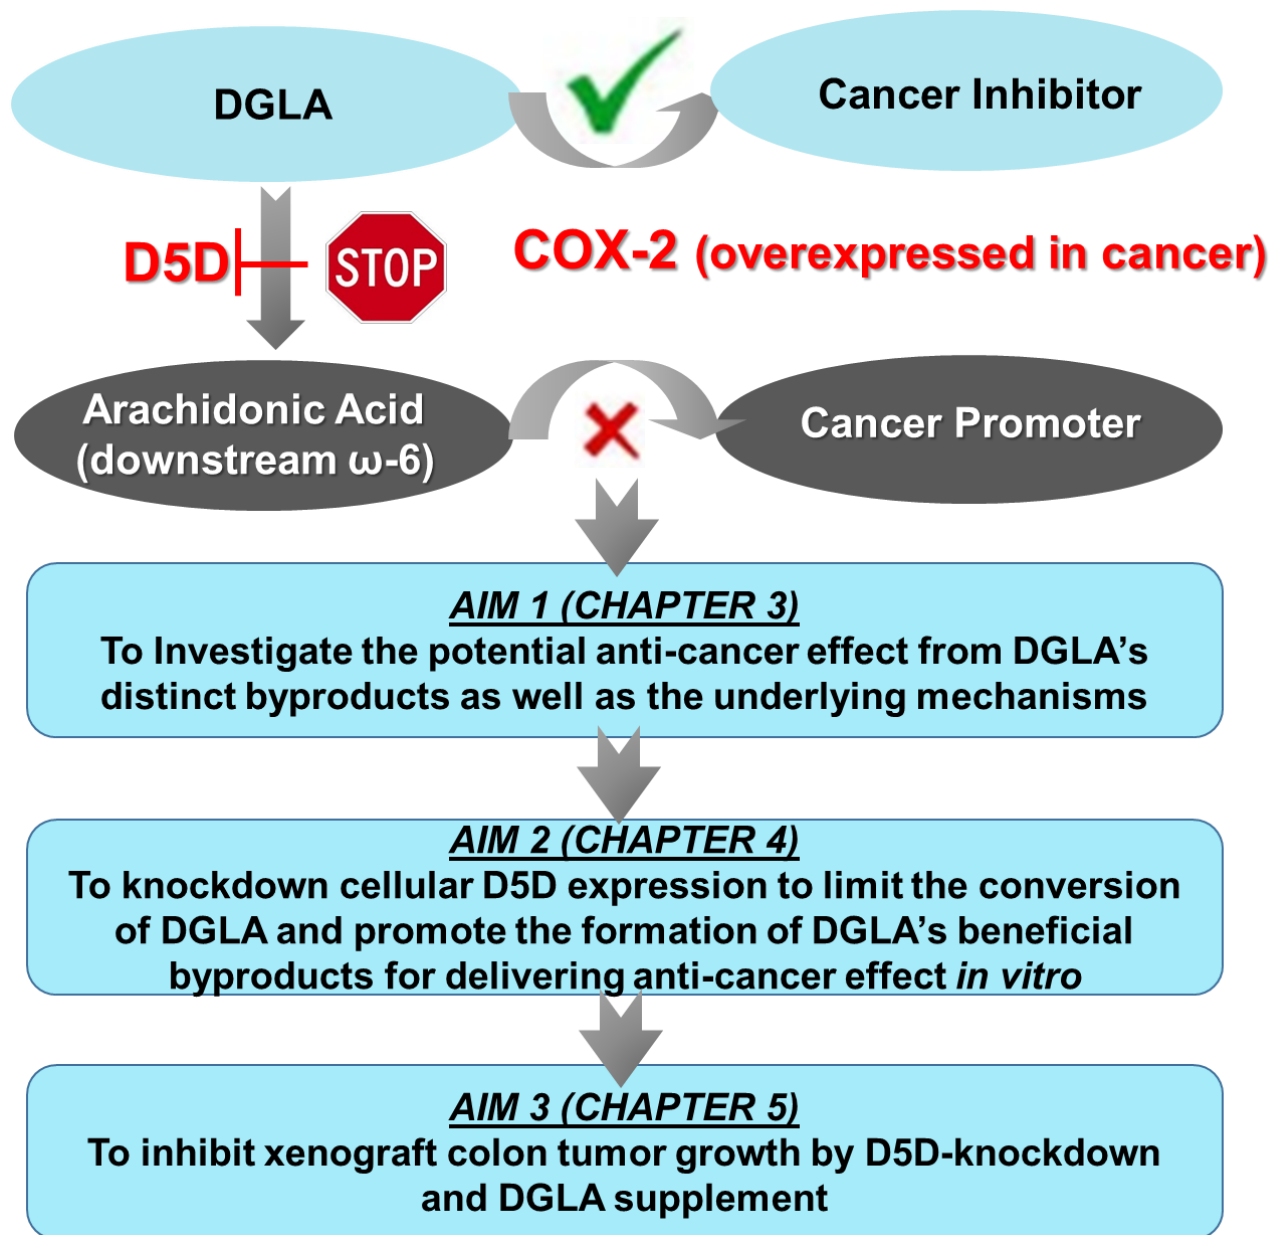 DGLA
Cancer Inhibitor
D5D
STOP
COX-2 (overexpressed in cancer)
Arachidonic Acid
(downstream ω-6)
Cancer Promoter
AIM 1 (CHAPTER 3)
To Investigate the potential anti-cancer effect from DGLA’s
distinct byproducts as well as the underlying mechanisms
AIM 2 (CHAPTER 4)
To knockdown cellular D5D expression to limit the conversion
of DGLA and promote the formation of DGLA’s beneficial
byproducts for delivering anti-cancer effect in vitro
AIM 3 (CHAPTER 5)
To inhibit xenograft colon tumor growth by D5D-knockdown
and DGLA supplement